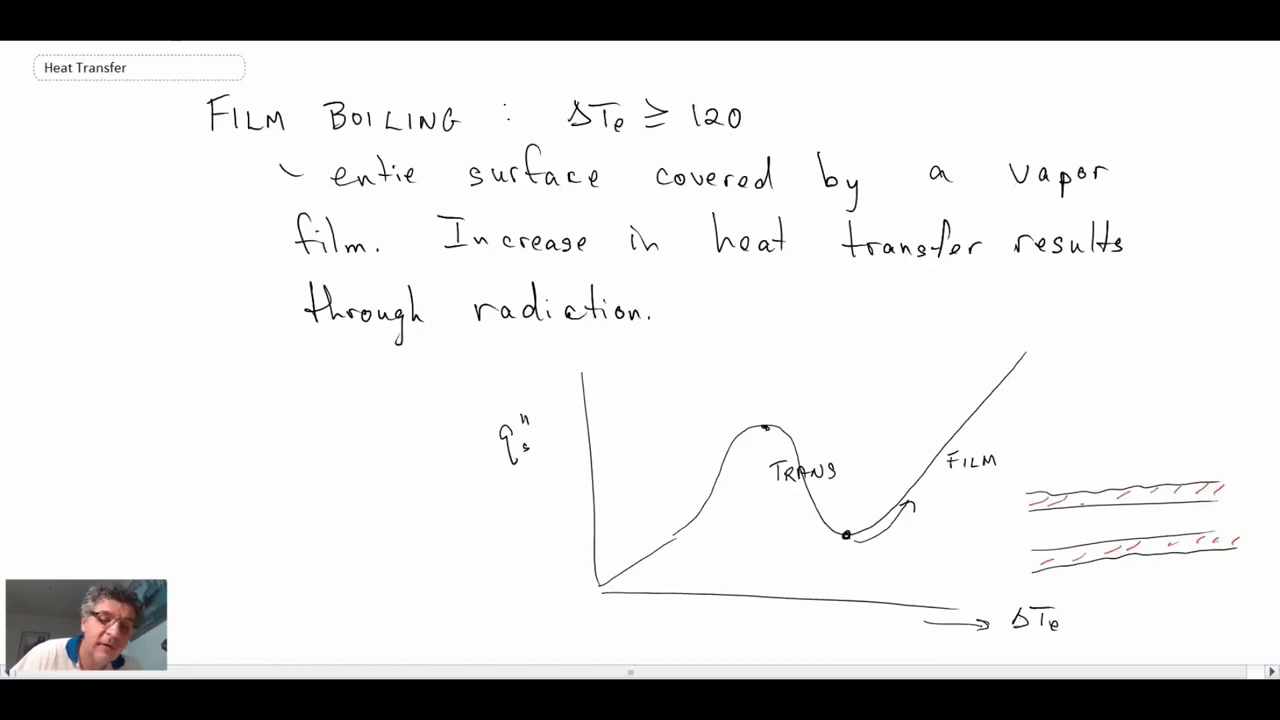 Heat Transfer
FILM BOILING : ΔTe ≥ 120
entie surface covered by a vapor
film. Increase in heat transfer results
through radiation.
q"s
TRANS
FILM
ΔTe